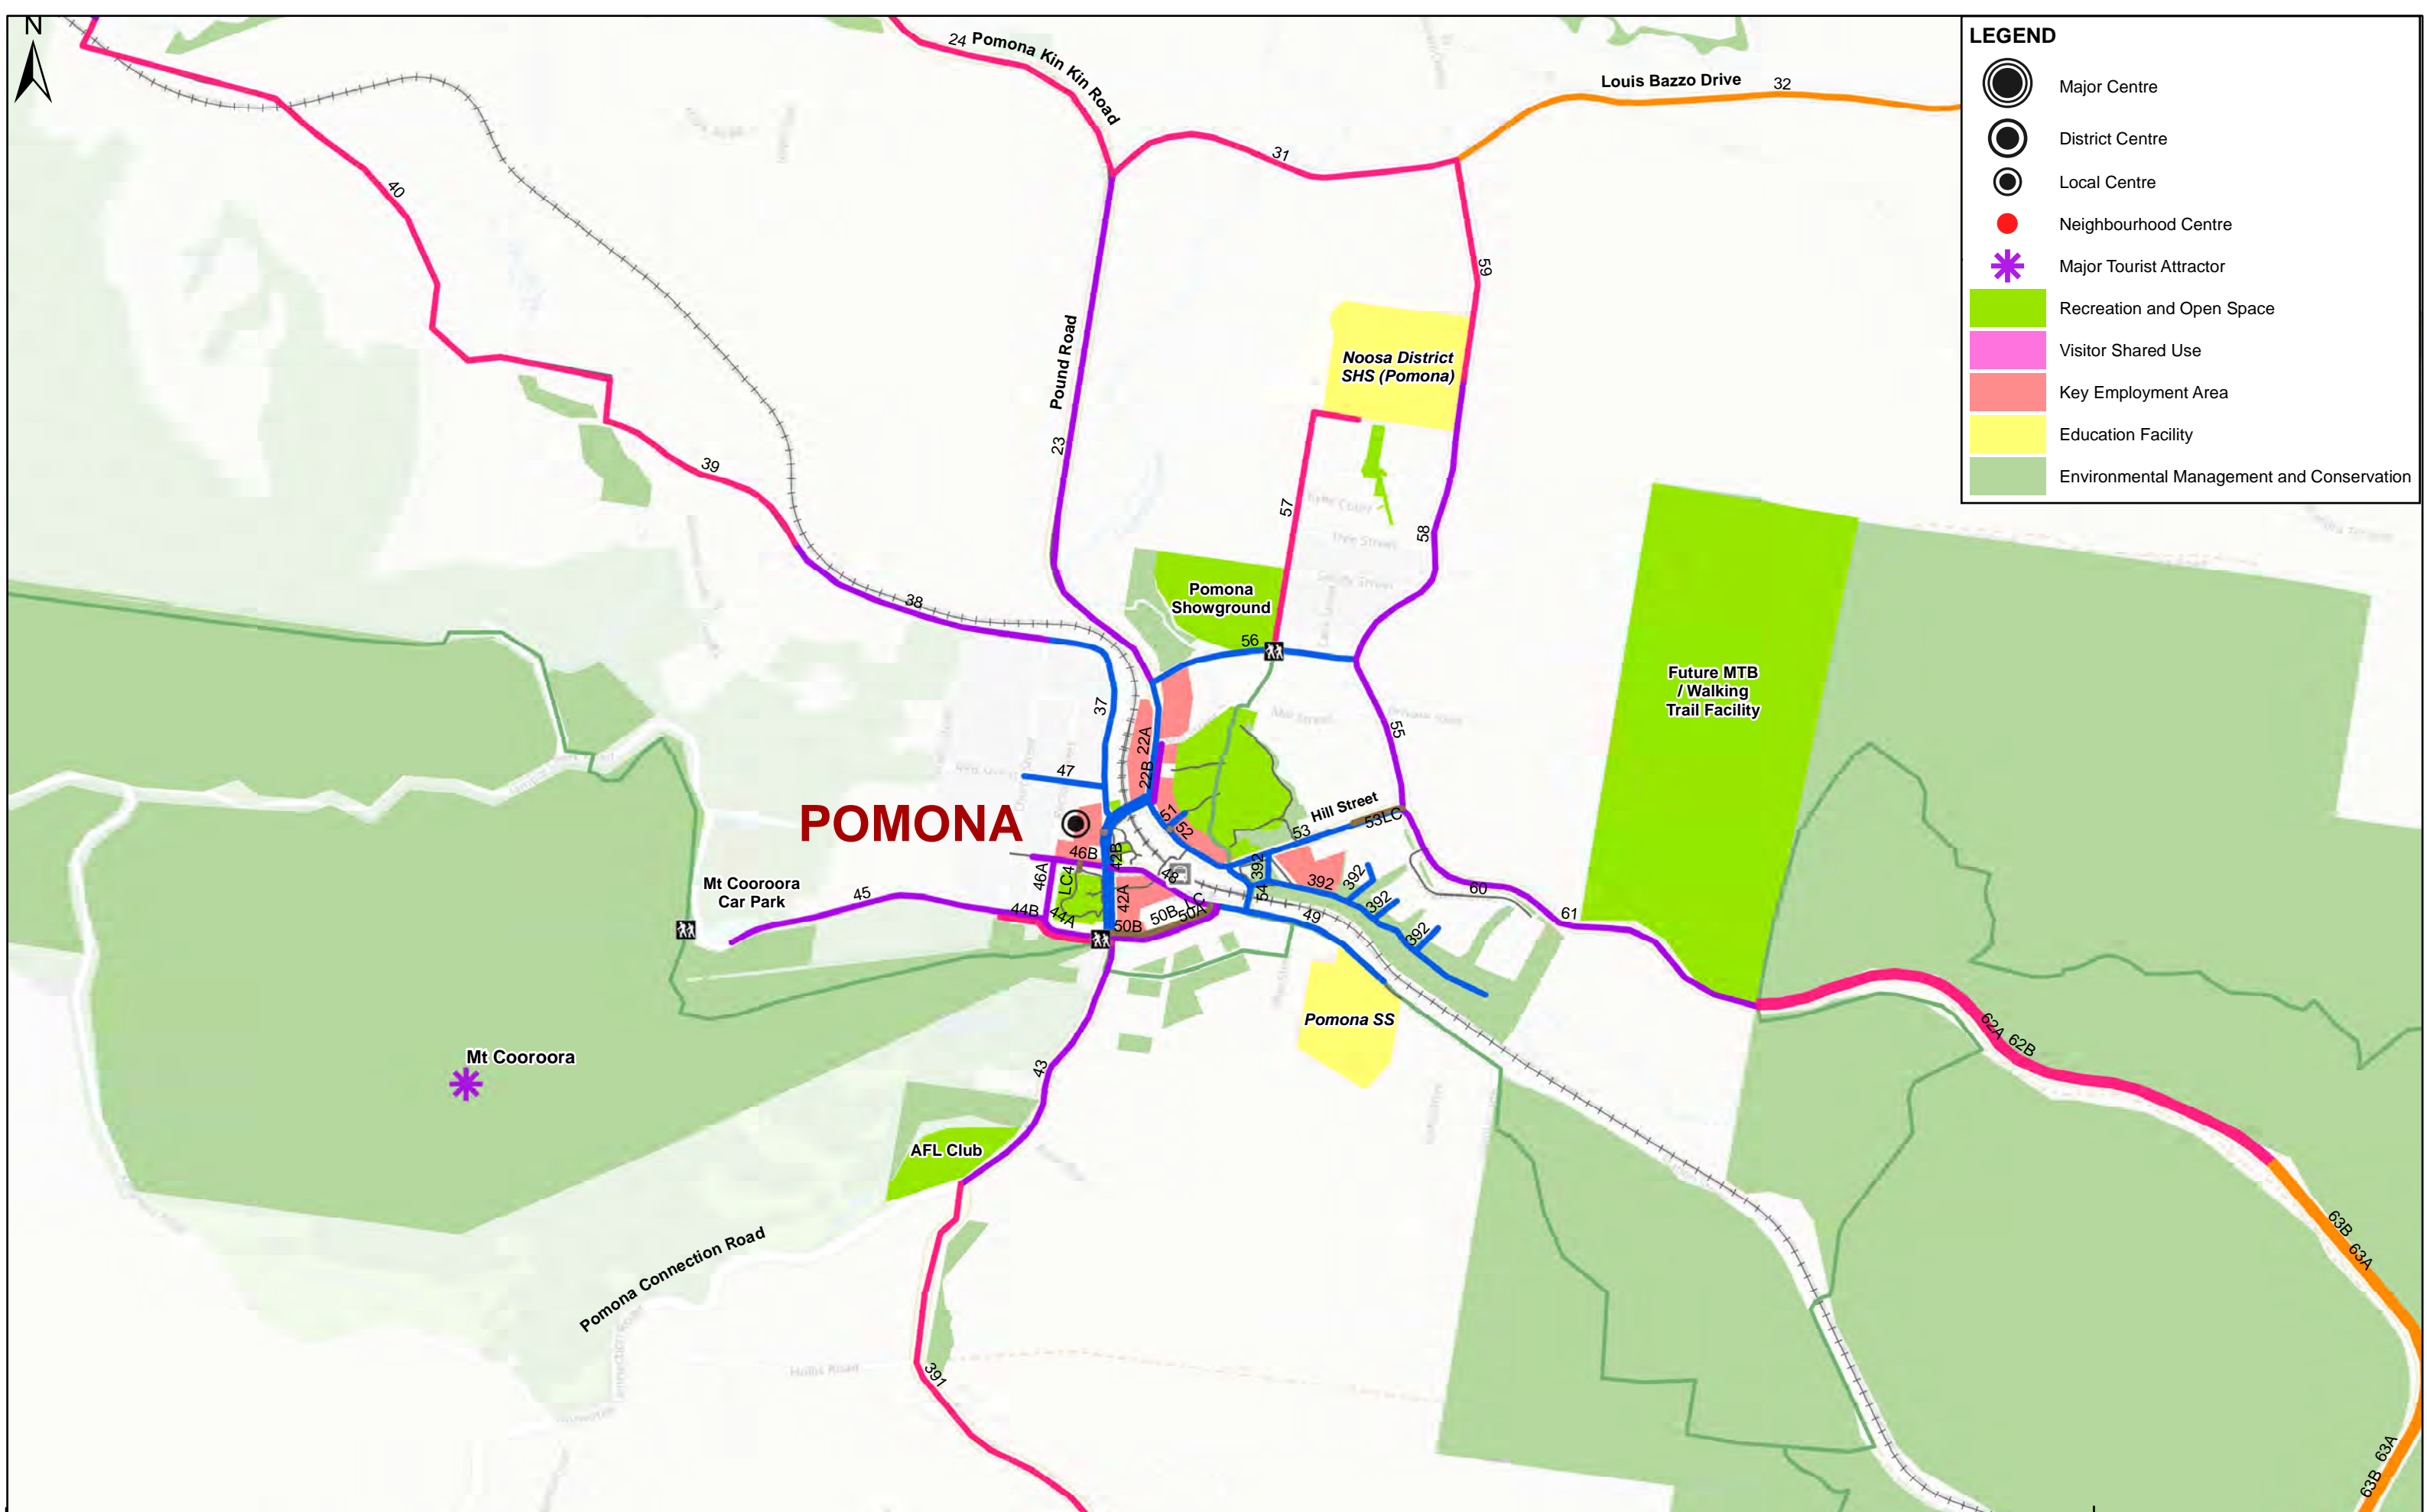 N
24
Pomona Kin Kin Road
Louis Bazzo Drive
32
31
40
59
Pound Road
23
Noosa District
SHS (Pomona)
39
57
58
38
Pomona
Showground
56
Future MTB
/ Walking
Trail Facility
37
55
22A
22B
47
POMONA
51
52
Hill Street
53
53LC
46B
42B
46A
LC4
48
392
392
392
392
392
54
Mt Cooroora
Car Park
45
44B
44A
42A
50B
50B_LC
50A
49
60
61
Mt Cooroora
Pomona SS
62A
62B
43
AFL Club
Pomona Connection Road
63B
63A
Hollis Road
391
63B
63A
LEGEND
Major Centre
District Centre
Local Centre
Neighbourhood Centre
Major Tourist Attractor
Recreation and Open Space
Visitor Shared Use
Key Employment Area
Education Facility
Environmental Management and Conservation